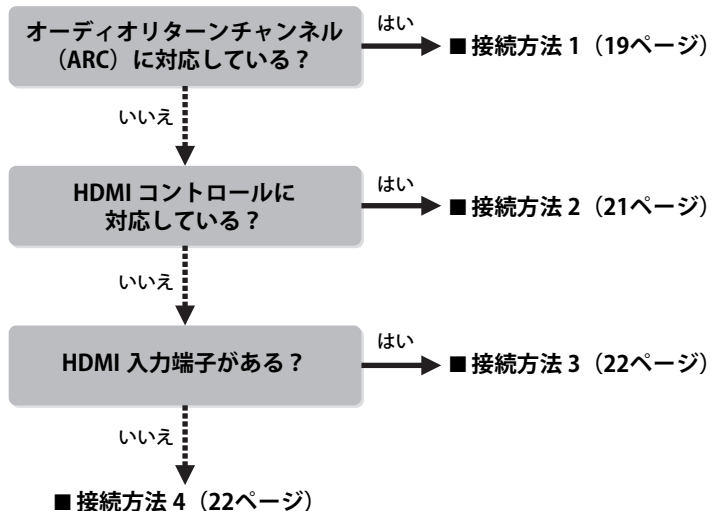 オーディオリターンチャンネル
（ARC）に対応している？
はい
■ 接続方法 1（19ページ）
いいえ
HDMI コントロールに
対応している？
はい
■ 接続方法 2（21ページ）
いいえ
HDMI 入力端子がある？
はい
■ 接続方法 3（22ページ）
いいえ
■ 接続方法 4（22ページ）